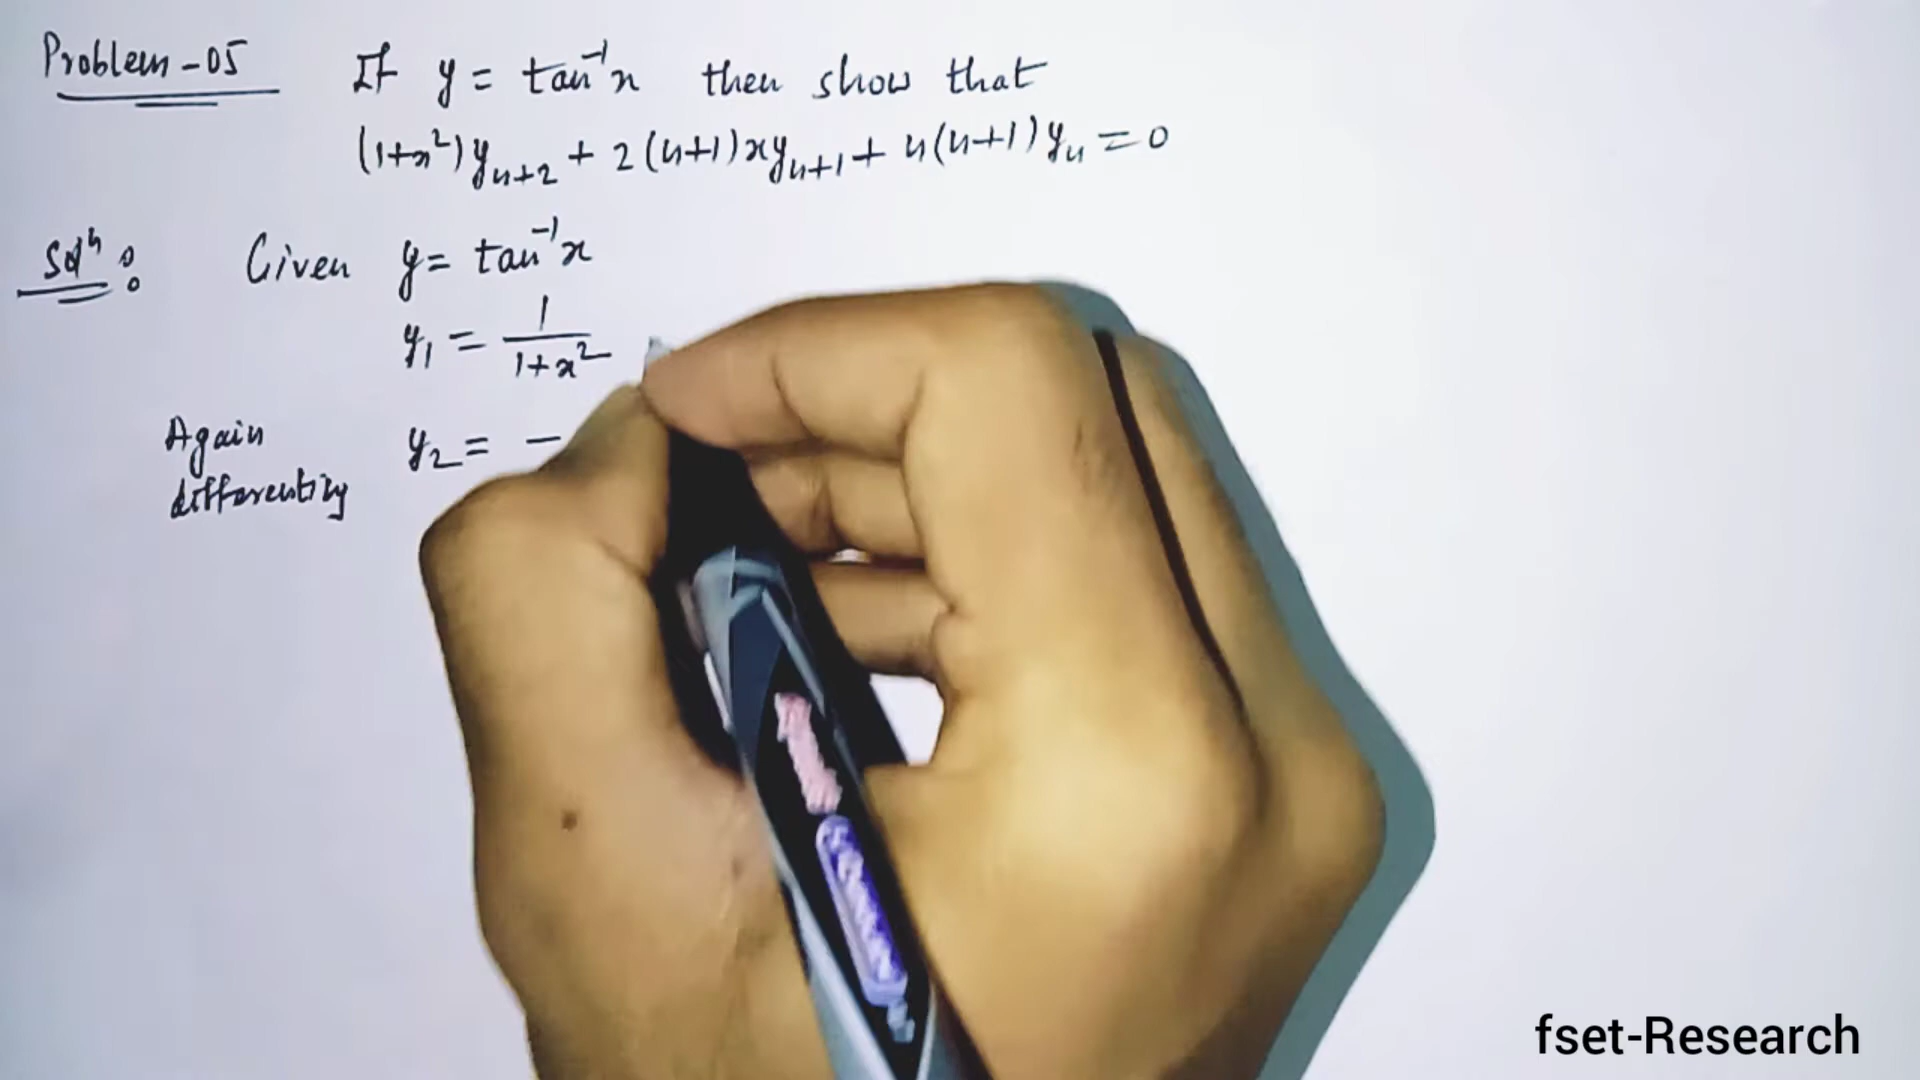 Problem-05 If y = tan⁻¹x then show that
(1+x²)yₙ₊₂ + 2(n+1)xyₙ₊₁ + n(n+1)yₙ = 0
Solⁿ: Given y = tan⁻¹x
y₁ = 1/(1+x²)
Again y₂ = −
differenting
fset-Research